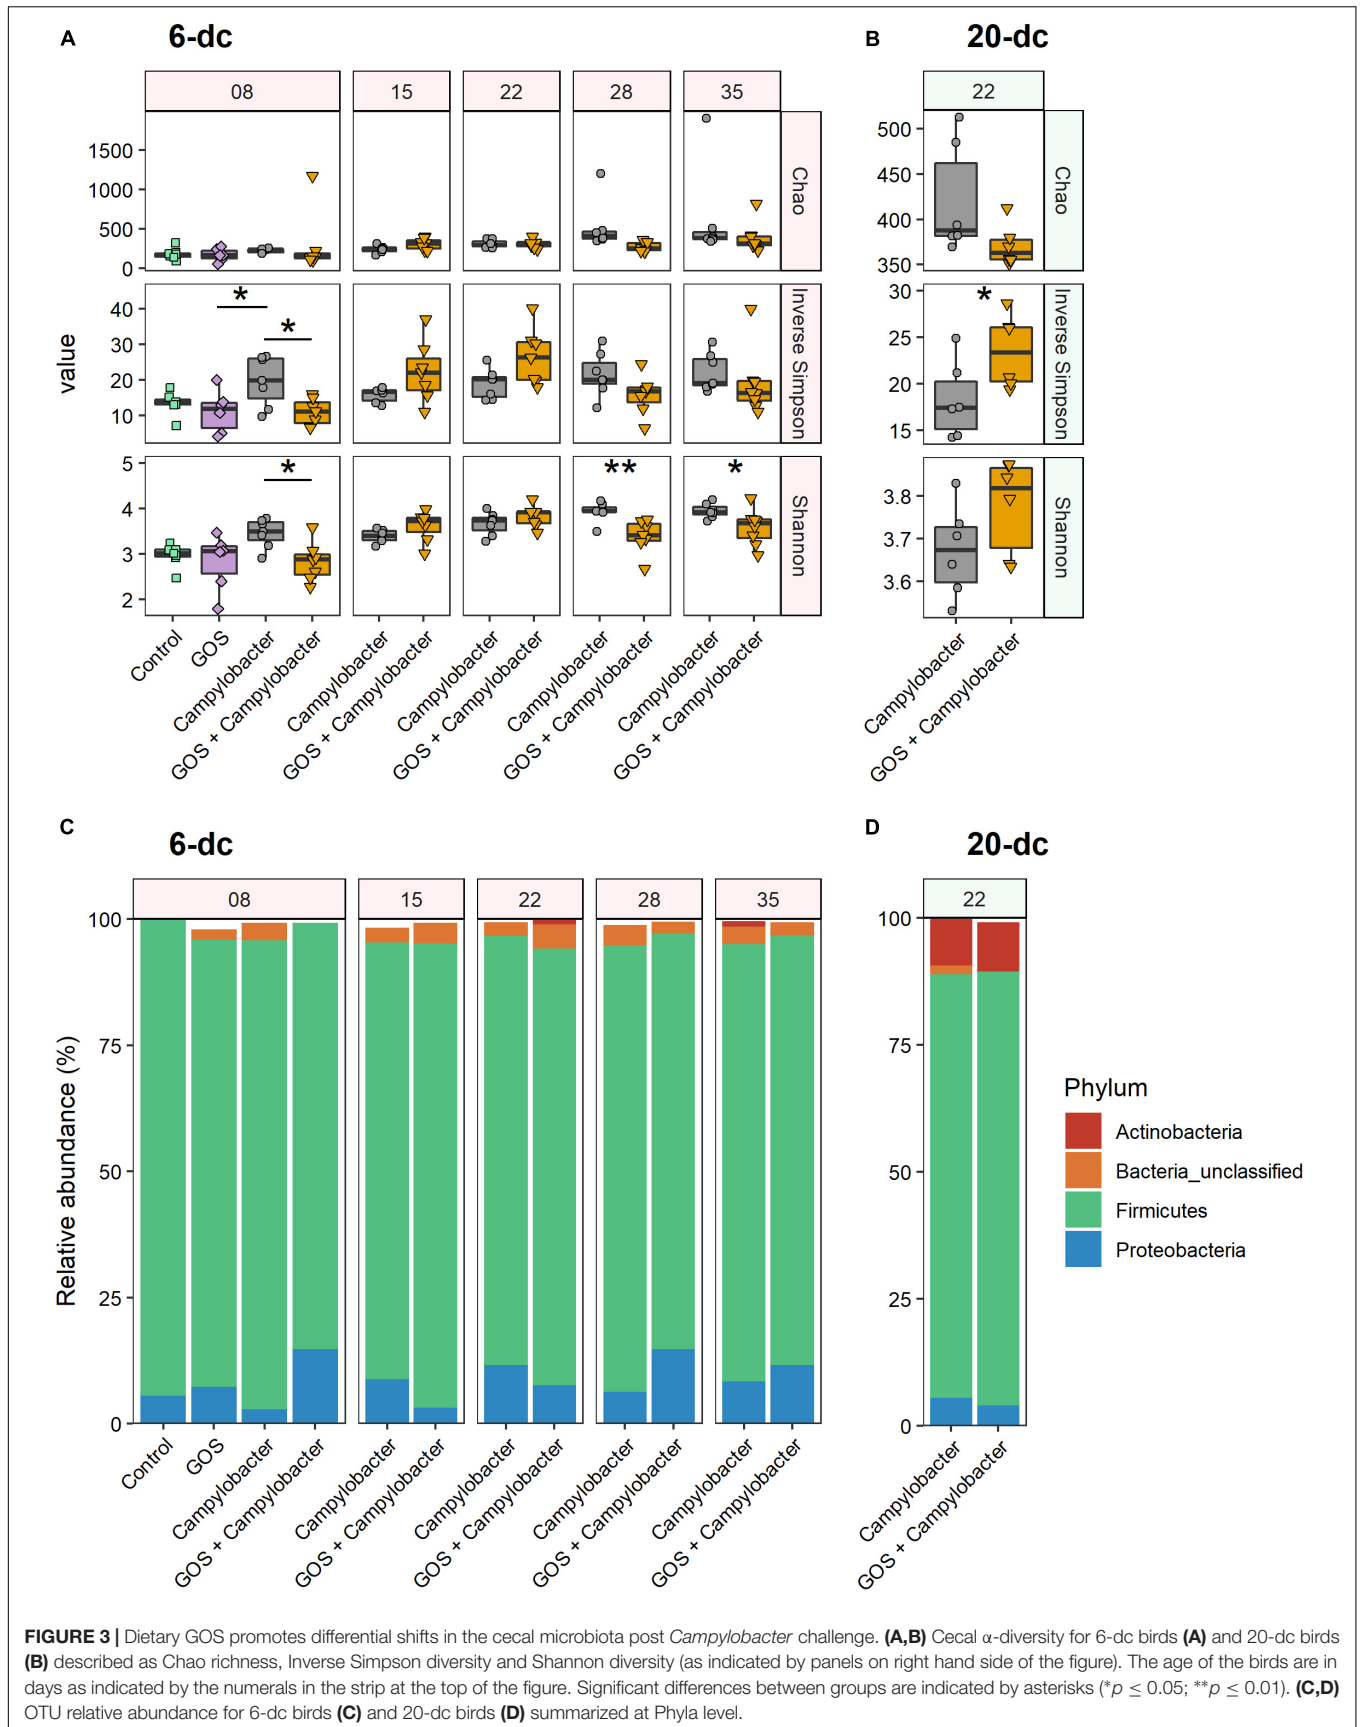 A 6-dc
B 20-dc
08 15 22 28 35
22
1500
1000
500
0
Chao
500
450
400
350
Chao
value
40
30
20
10
*
*
Inverse Simpson
30
25
20
15
*
Inverse Simpson
5
4
3
2
*
**
*
Shannon
3.8
3.7
3.6
Shannon
Control
GOS
Campylobacter
GOS + Campylobacter
Campylobacter
GOS + Campylobacter
Campylobacter
GOS + Campylobacter
Campylobacter
GOS + Campylobacter
Campylobacter
GOS + Campylobacter
Campylobacter
GOS + Campylobacter
C 6-dc
D 20-dc
08 15 22 28 35
22
Relative abundance (%)
100
75
50
25
0
100
75
50
25
0
Control
GOS
Campylobacter
GOS + Campylobacter
Campylobacter
GOS + Campylobacter
Campylobacter
GOS + Campylobacter
Campylobacter
GOS + Campylobacter
Campylobacter
GOS + Campylobacter
Campylobacter
GOS + Campylobacter
Phylum
Actinobacteria
Bacteria_unclassified
Firmicutes
Proteobacteria
FIGURE 3 | Dietary GOS promotes differential shifts in the cecal microbiota post Campylobacter challenge. (A,B) Cecal α-diversity for 6-dc birds (A) and 20-dc birds
(B) described as Chao richness, Inverse Simpson diversity and Shannon diversity (as indicated by panels on right hand side of the figure). The age of the birds are in
days as indicated by the numerals in the strip at the top of the figure. Significant differences between groups are indicated by asterisks (*p ≤ 0.05; **p ≤ 0.01). (C,D)
OTU relative abundance for 6-dc birds (C) and 20-dc birds (D) summarized at Phyla level.